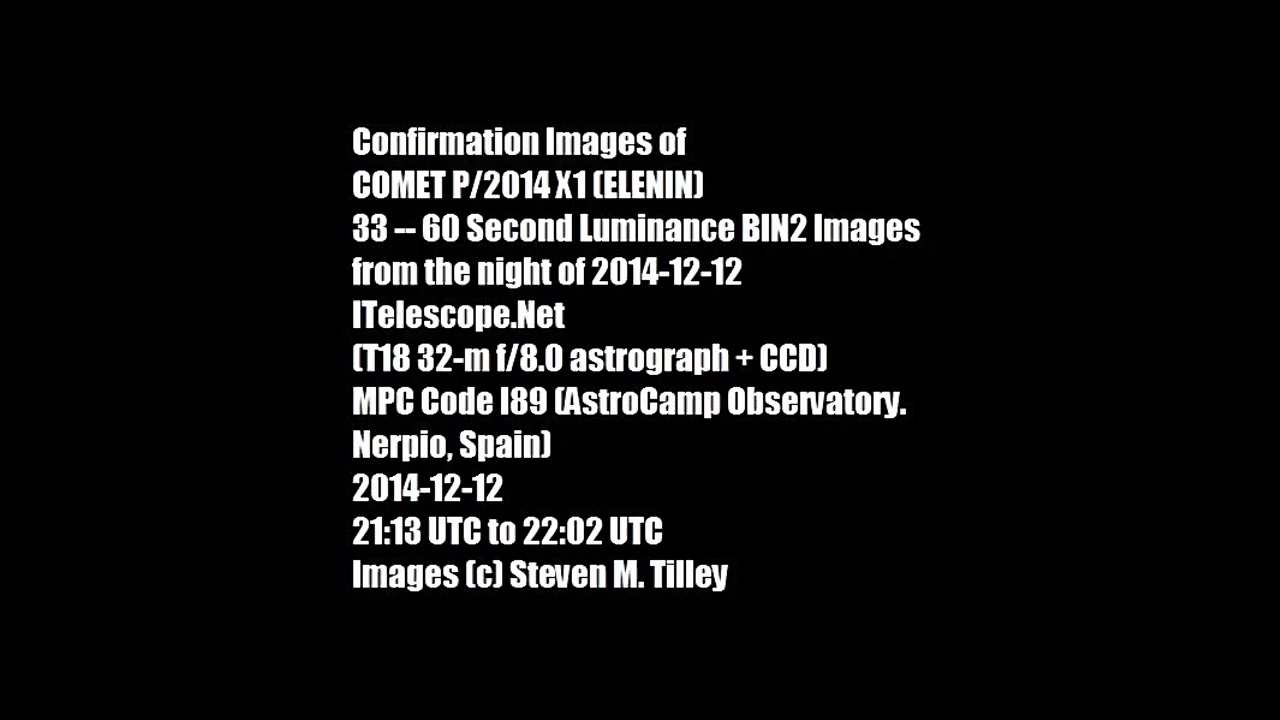 Confirmation Images of
COMET P/2014 X1 (ELENIN)
33 -- 60 Second Luminance BIN2 Images
from the night of 2014-12-12
ITelescope.Net
(T18 32-m f/8.0 astrograph + CCD)
MPC Code I89 (AstroCamp Observatory.
Nerpio, Spain)
2014-12-12
21:13 UTC to 22:02 UTC
Images (c) Steven M. Tilley